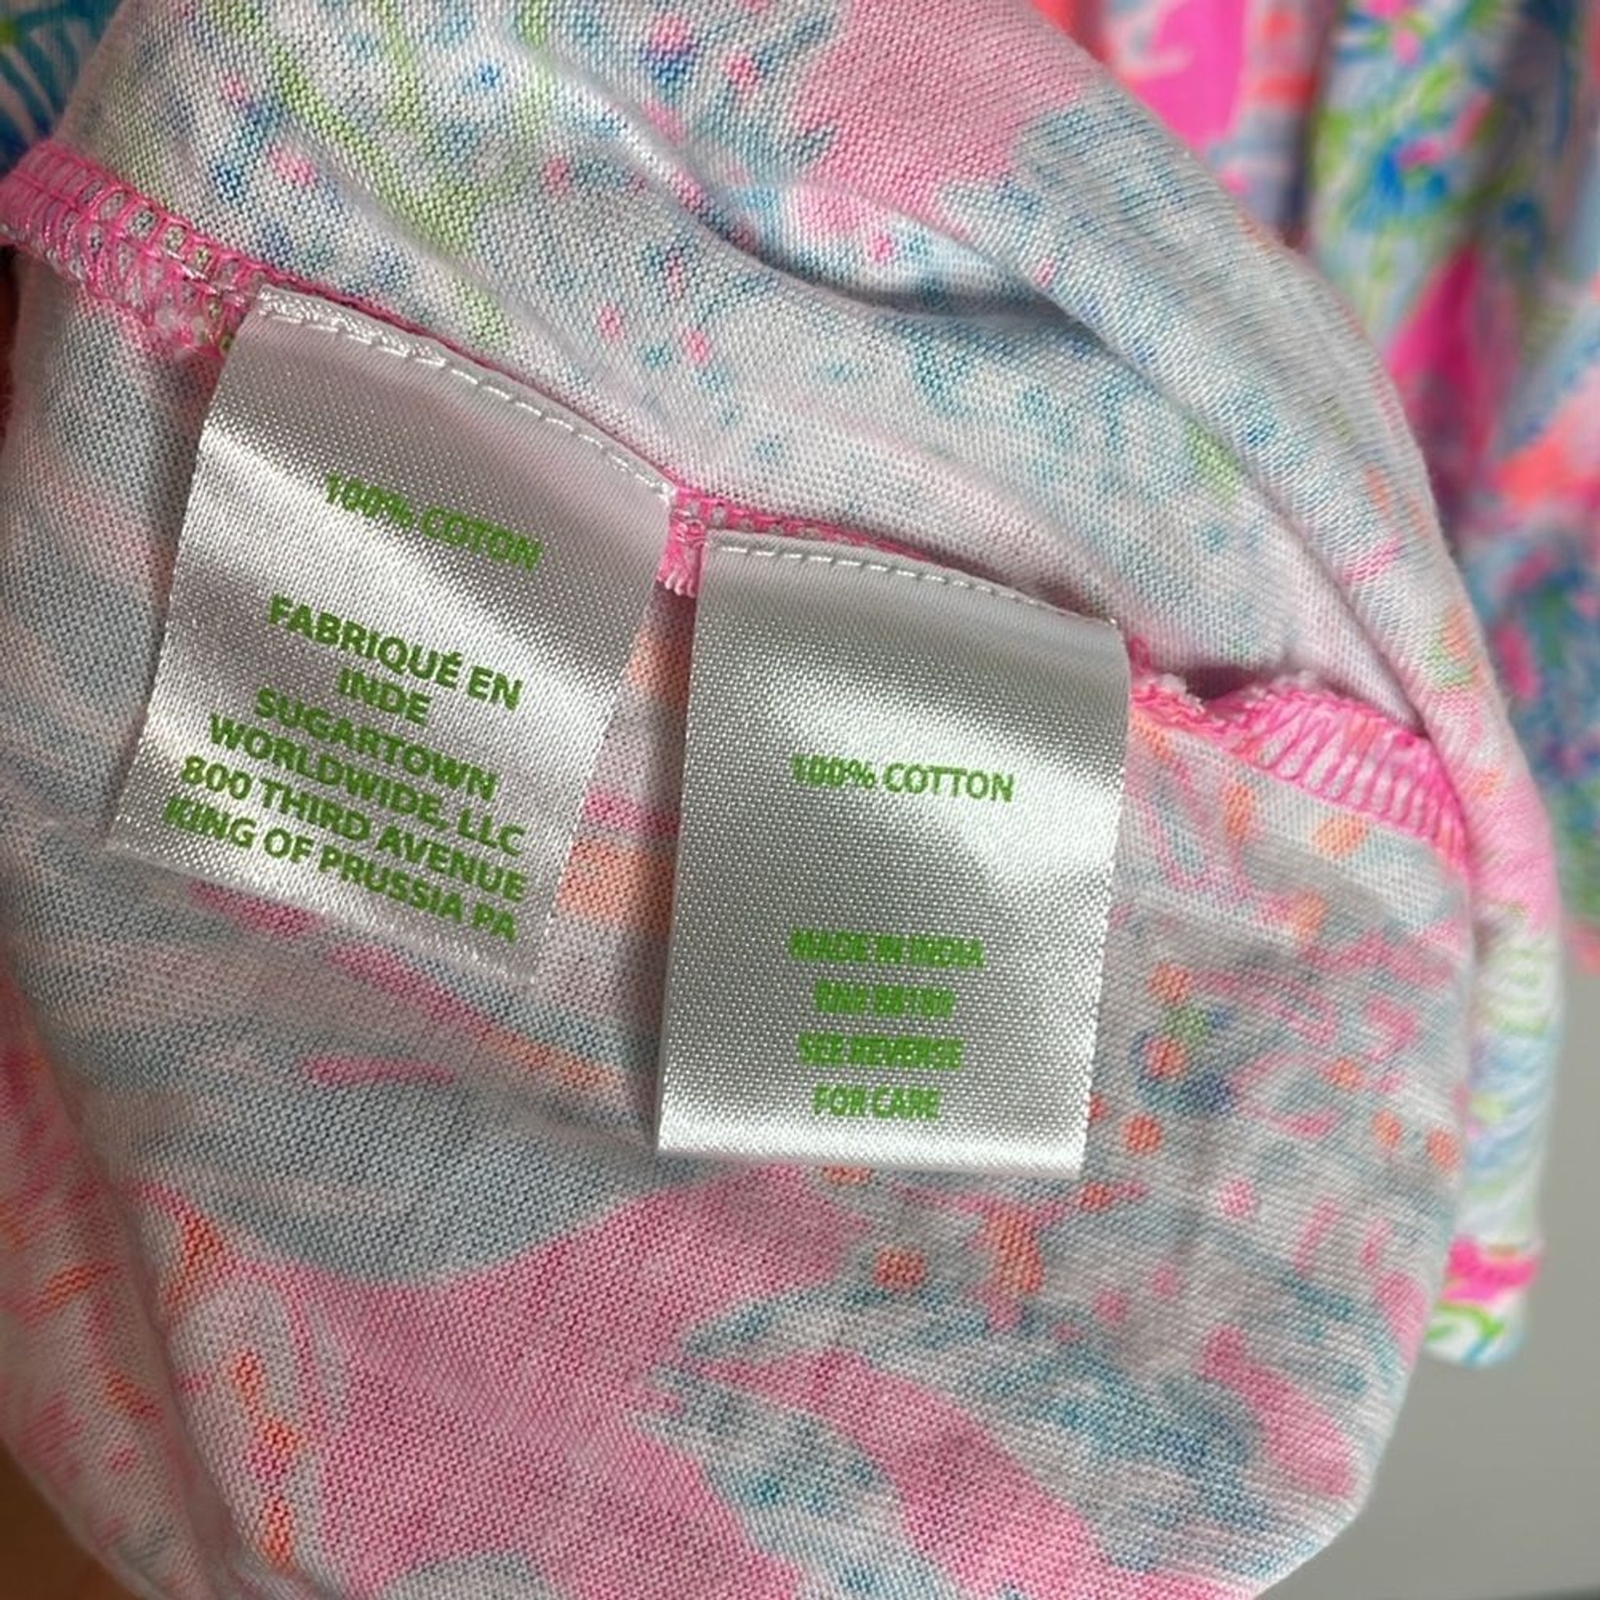 100% COTON
FABRIQUÉ EN
INDE
SUGARTOWN
WORLDWIDE, LLC
800 THIRD AVENUE
KING OF PRUSSIA PA
100% COTTON
MADE IN INDIA
SEE REVERSE
FOR CARE